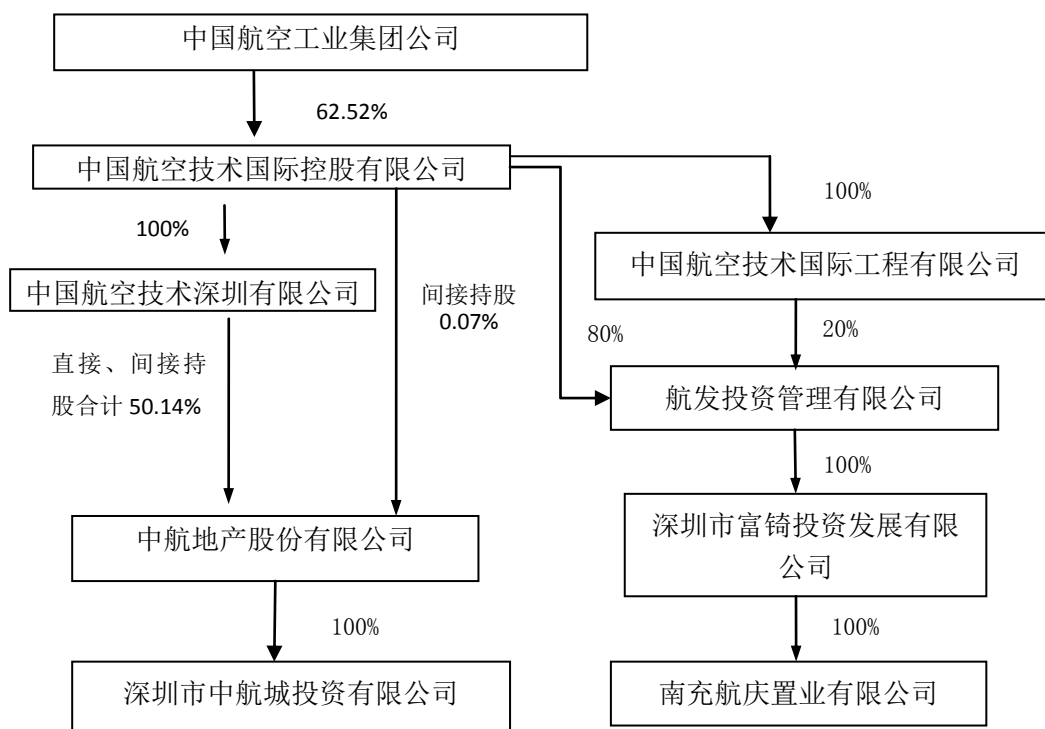 中国航空工业集团公司
62.52%
中国航空技术国际控股有限公司
100%
100%
中国航空技术国际工程有限公司
中国航空技术深圳有限公司
间接持股
0.07%
80%
20%
直接、间接持
股合计 50.14%
航发投资管理有限公司
100%
中航地产股份有限公司
深圳市富锜投资发展有限
公司
100%
100%
深圳市中航城投资有限公司
南充航庆置业有限公司